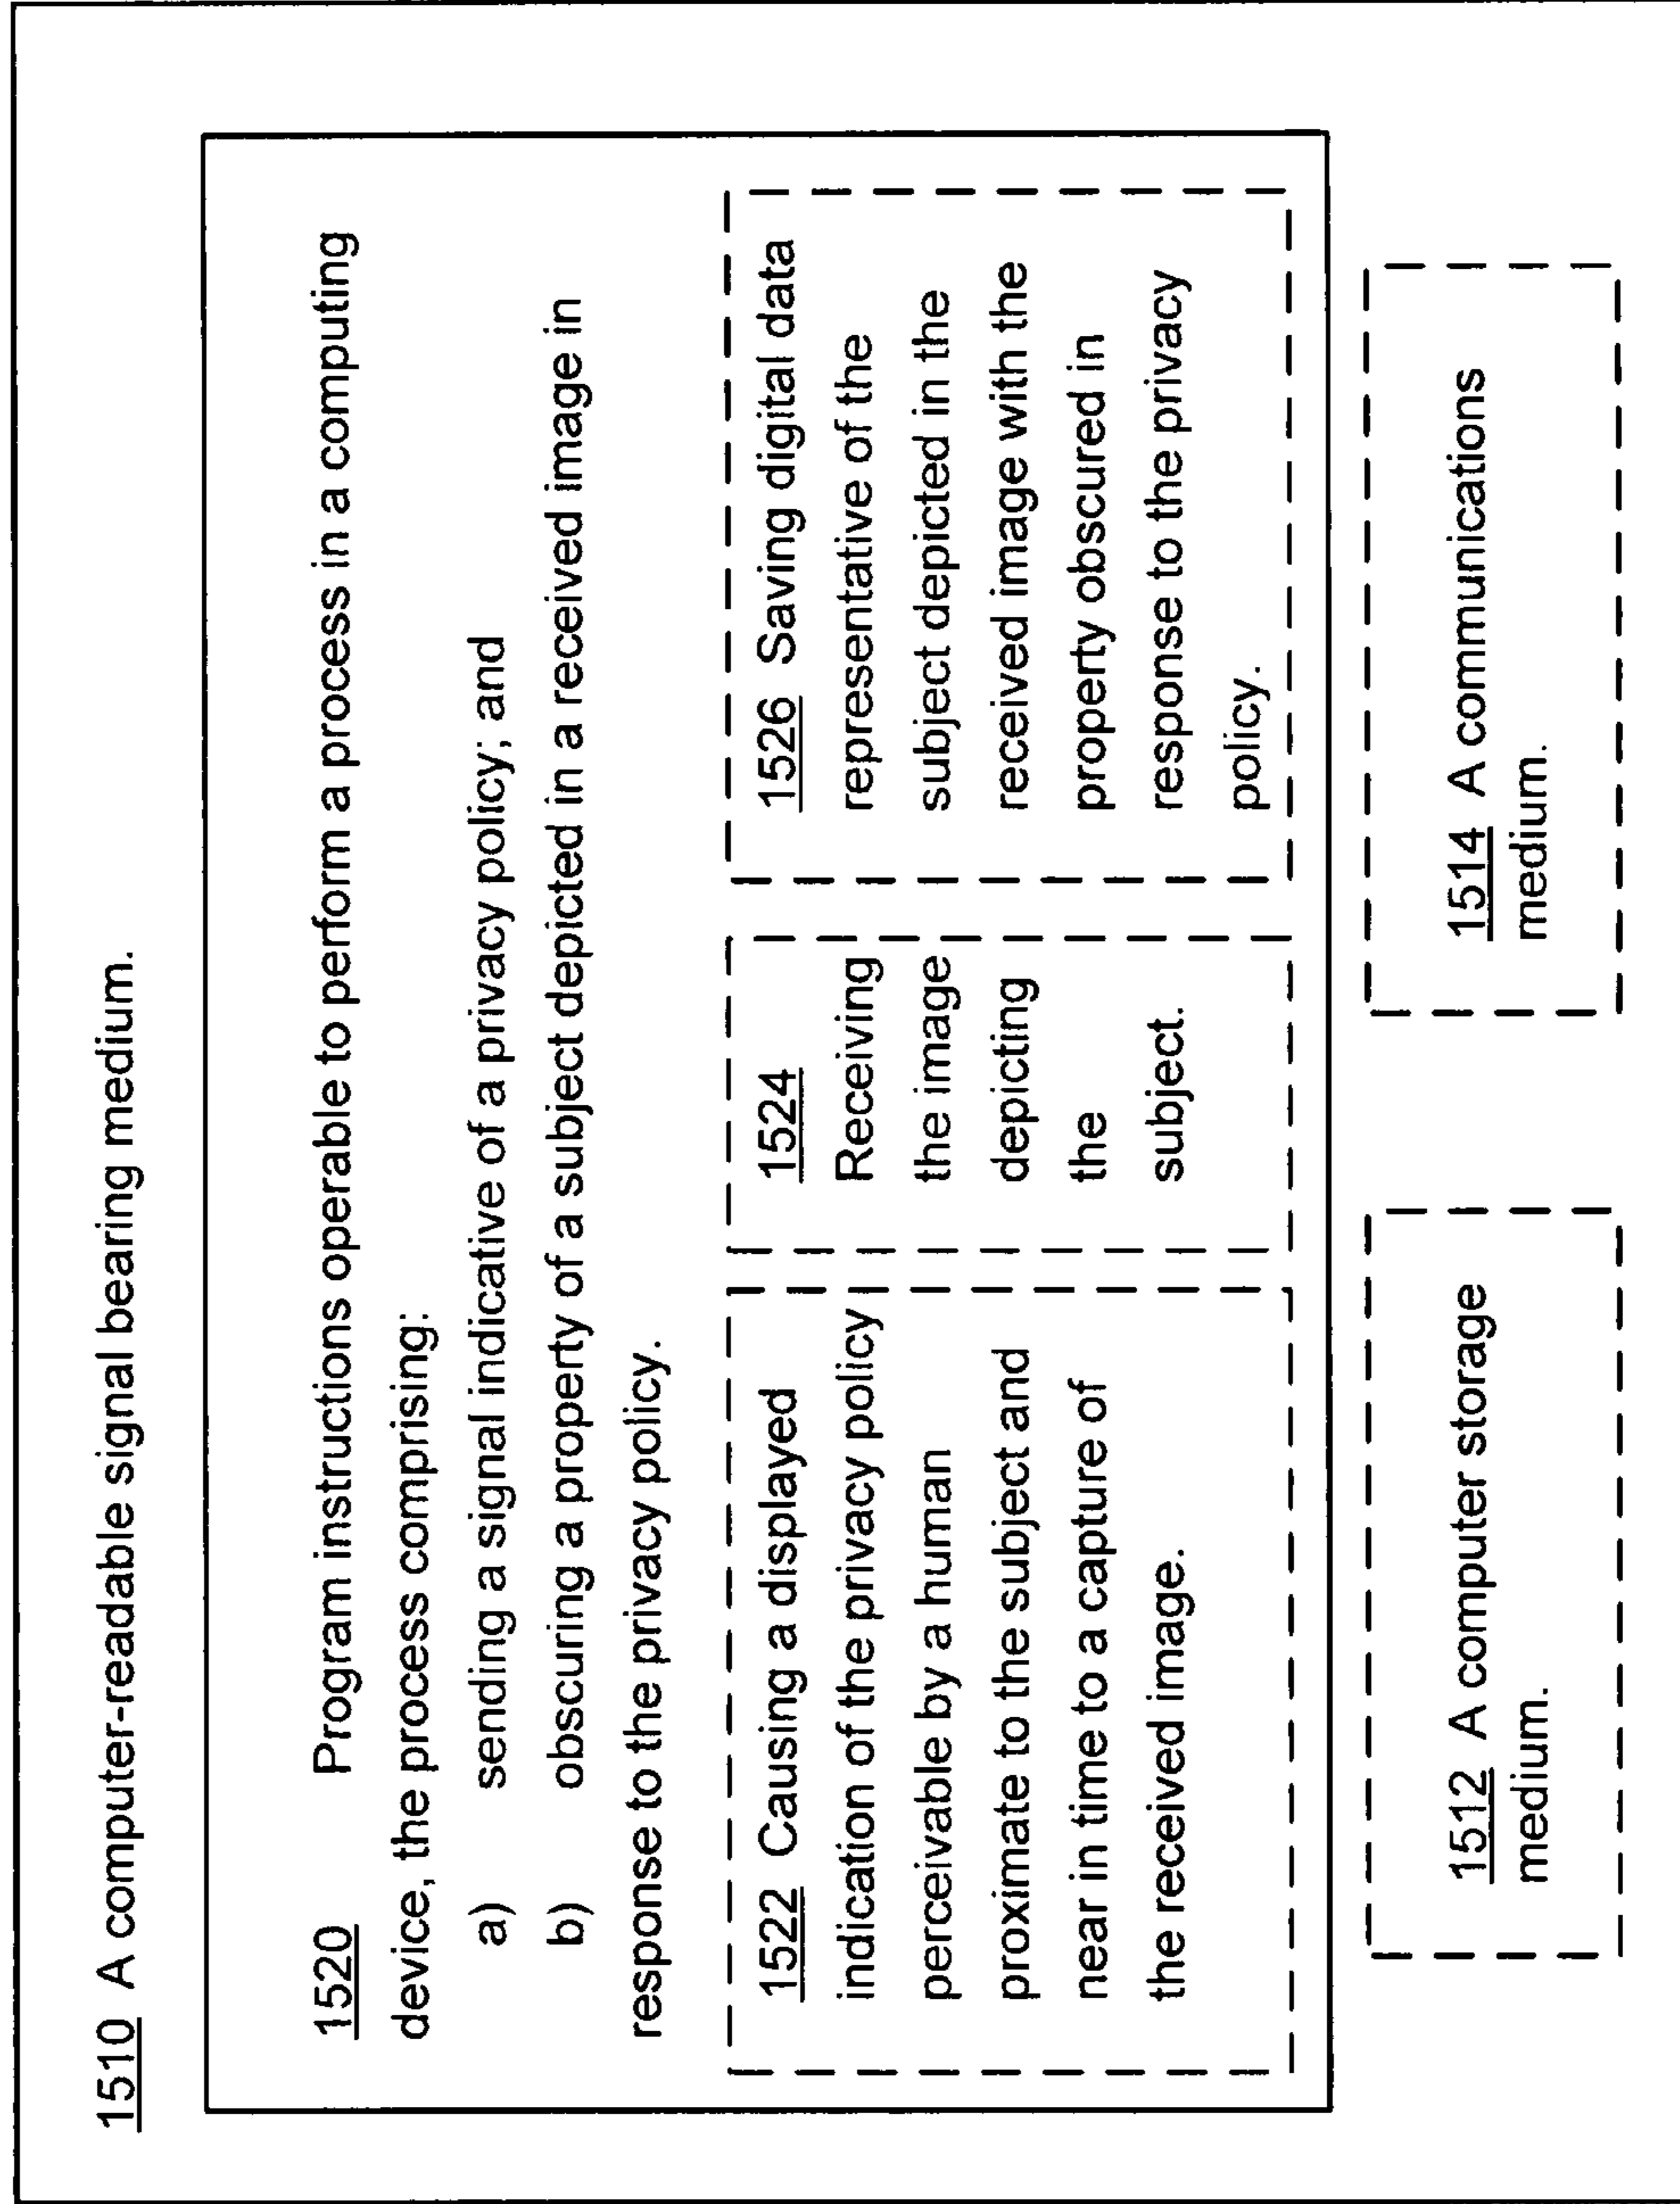 1510 A computer-readable signal bearing medium.
1520 Program instructions operable to perform a process in a computing
device, the process comprising:
a) sending a signal indicative of a privacy policy; and
b) obscuring a property of a subject depicted in a received image in
response to the privacy policy.
1522 Causing a displayed
indication of the privacy policy
perceivable by a human
proximate to the subject and
near in time to a capture of
the received image.
1524
Receiving
the image
depicting
the
subject.
1526 Saving digital data
representative of the
subject depicted in the
received image with the
property obscured in
response to the privacy
policy.
1512 A computer storage
medium.
1514 A communications
medium.